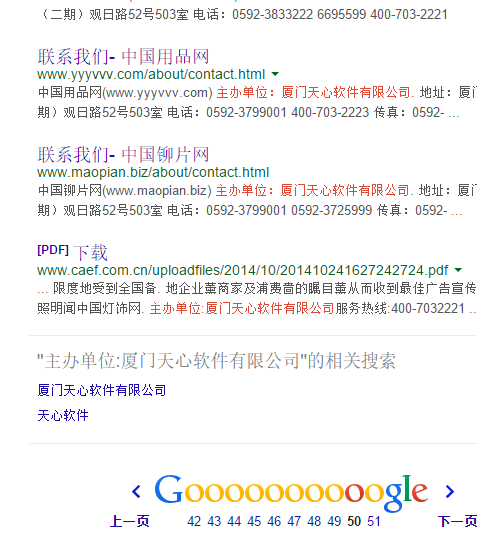 （二期）观日路52号503室 电话：0592-3833222 6695599 400-703-2221
联系我们- 中国用品网
www.yyyvvv.com/about/contact.html
中国用品网(www.yyyvvv.com) 主办单位：厦门天心软件有限公司. 地址：厦门
期）观日路52号503室 电话：0592-3799001 400-703-2223 传真：0592- ...
联系我们- 中国铆片网
www.maopian.biz/about/contact.html
中国铆片网(www.maopian.biz) 主办单位：厦门天心软件有限公司. 地址：厦门
期）观日路52号503室 电话：0592-3799001 0592-3725999 传真：0592- ...
[PDF] 下载
www.caef.com.cn/uploadfiles/2014/10/201410241627242724.pdf
... 限度地受到全国备. 地企业董商家及浦费啬的瞩目董从而收到最佳广告宣传
照明闻中国灯饰网. 主办单位:厦门天心软件有限公司服务热线:400-7032221 ...
"主办单位:厦门天心软件有限公司"的相关搜索
厦门天心软件有限公司
天心软件
Gooooooooogle
上一页 42 43 44 45 46 47 48 49 50 51 下一页